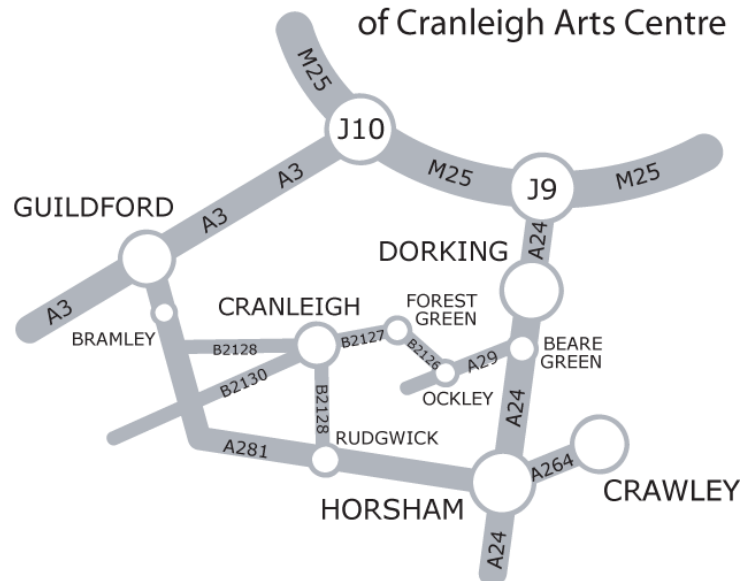 of Cranleigh Arts Centre
M25
J10
M25
J9
M25
A3
A3
GUILDFORD
A24
DORKING
A3
CRANLEIGH
FOREST
GREEN
BRAMLEY
B2128
B2127
B2126
A29
BEARE
GREEN
B2130
B2128
OCKLEY
A24
A281
RUDGWICK
A264
HORSHAM
CRAWLEY
A24